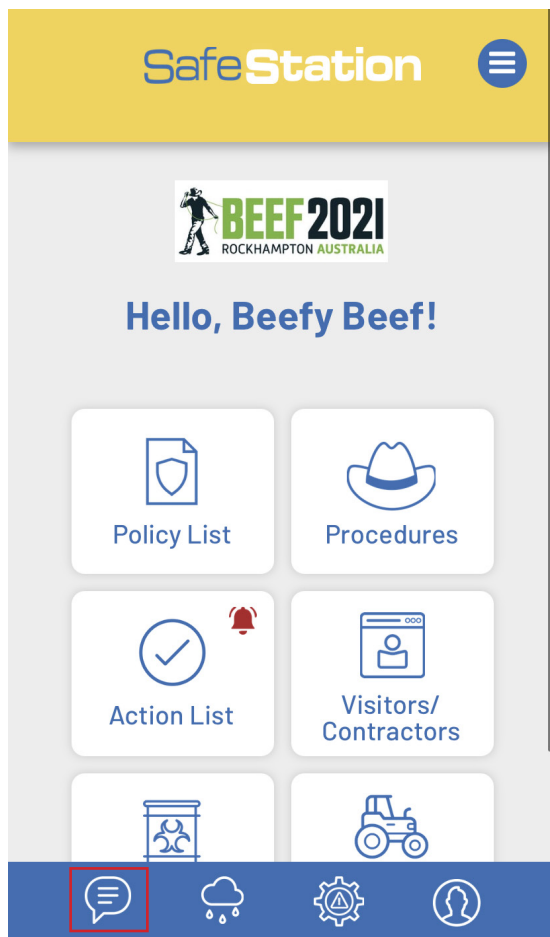 SafeStation
BEEF2021
ROCKHAMPTON AUSTRALIA
Hello, Beefy Beef!
Policy List
Procedures
Action List
Visitors/
Contractors